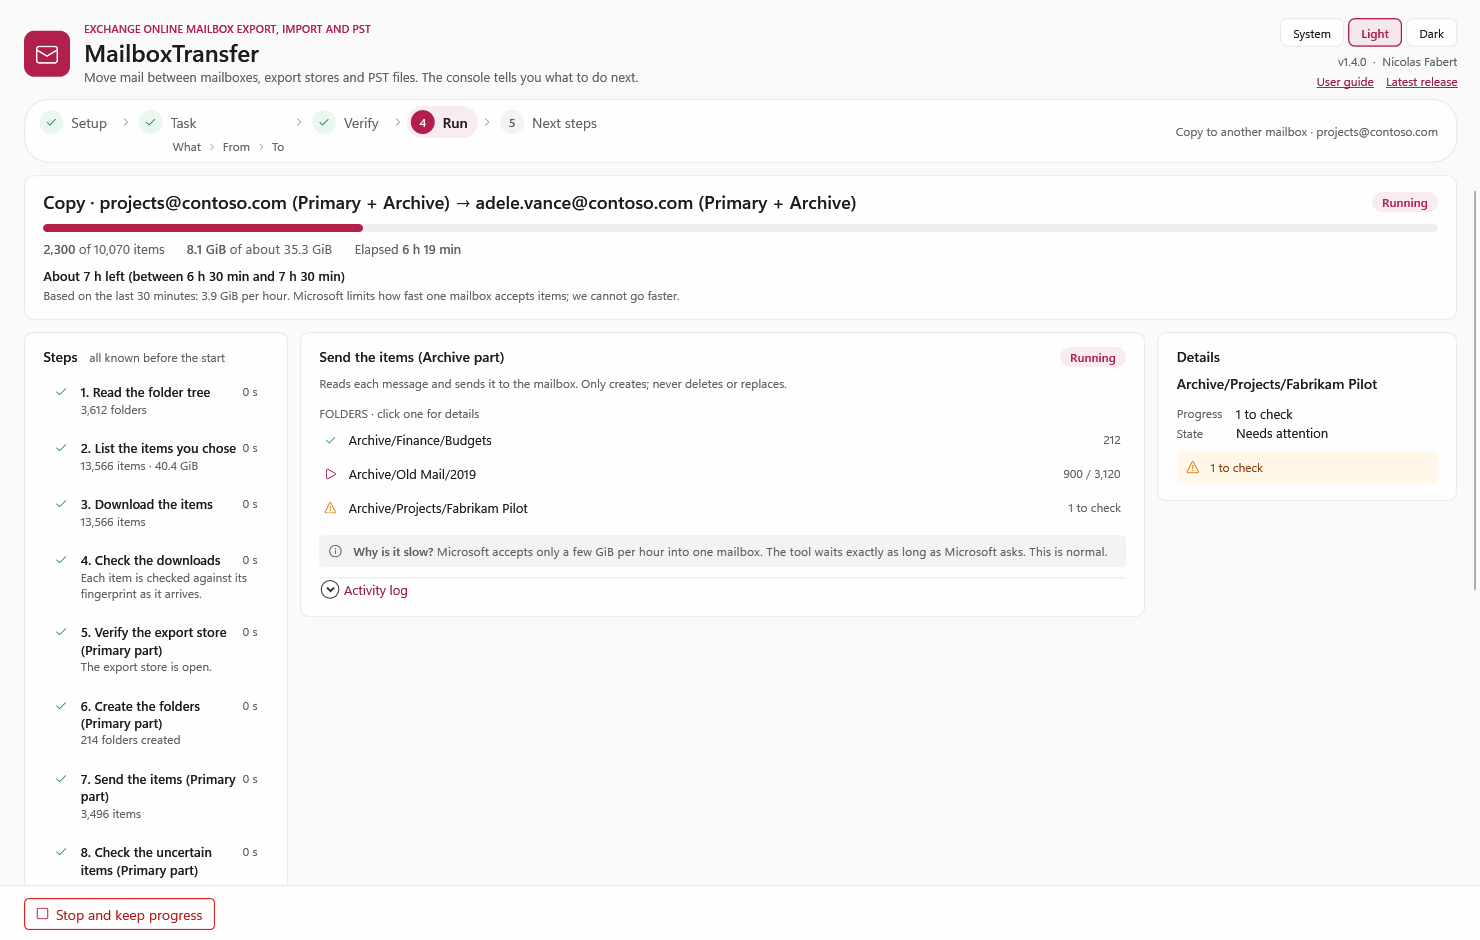 EXCHANGE ONLINE MAILBOX EXPORT, IMPORT AND PST
MailboxTransfer
Move mail between mailboxes, export stores and PST files. The console tells you what to do next.
System
Light
Dark
v1.4.0 · Nicolas Fabert
User guide
Latest release
Setup
Task
Verify
4
Run
5
Next steps
What
From
To
Copy to another mailbox · projects@contoso.com
Copy · projects@contoso.com (Primary + Archive) → adele.vance@contoso.com (Primary + Archive)
Running
2,300 of 10,070 items
8.1 GiB of about 35.3 GiB
Elapsed 6 h 19 min
About 7 h left (between 6 h 30 min and 7 h 30 min)
Based on the last 30 minutes: 3.9 GiB per hour. Microsoft limits how fast one mailbox accepts items; we cannot go faster.
Steps
all known before the start
1. Read the folder tree
0 s
3,612 folders
2. List the items you chose
0 s
13,566 items · 40.4 GiB
3. Download the items
0 s
13,566 items
4. Check the downloads
0 s
Each item is checked against its
fingerprint as it arrives.
5. Verify the export store
0 s
(Primary part)
The export store is open.
6. Create the folders
0 s
(Primary part)
214 folders created
7. Send the items (Primary
0 s
part)
3,496 items
8. Check the uncertain
0 s
items (Primary part)
Send the items (Archive part)
Running
Reads each message and sends it to the mailbox. Only creates; never deletes or replaces.
FOLDERS · click one for details
Archive/Finance/Budgets
212
Archive/Old Mail/2019
900 / 3,120
Archive/Projects/Fabrikam Pilot
1 to check
Why is it slow? Microsoft accepts only a few GiB per hour into one mailbox. The tool waits exactly as long as Microsoft asks. This is normal.
Activity log
Details
Archive/Projects/Fabrikam Pilot
Progress
1 to check
State
Needs attention
1 to check
Stop and keep progress